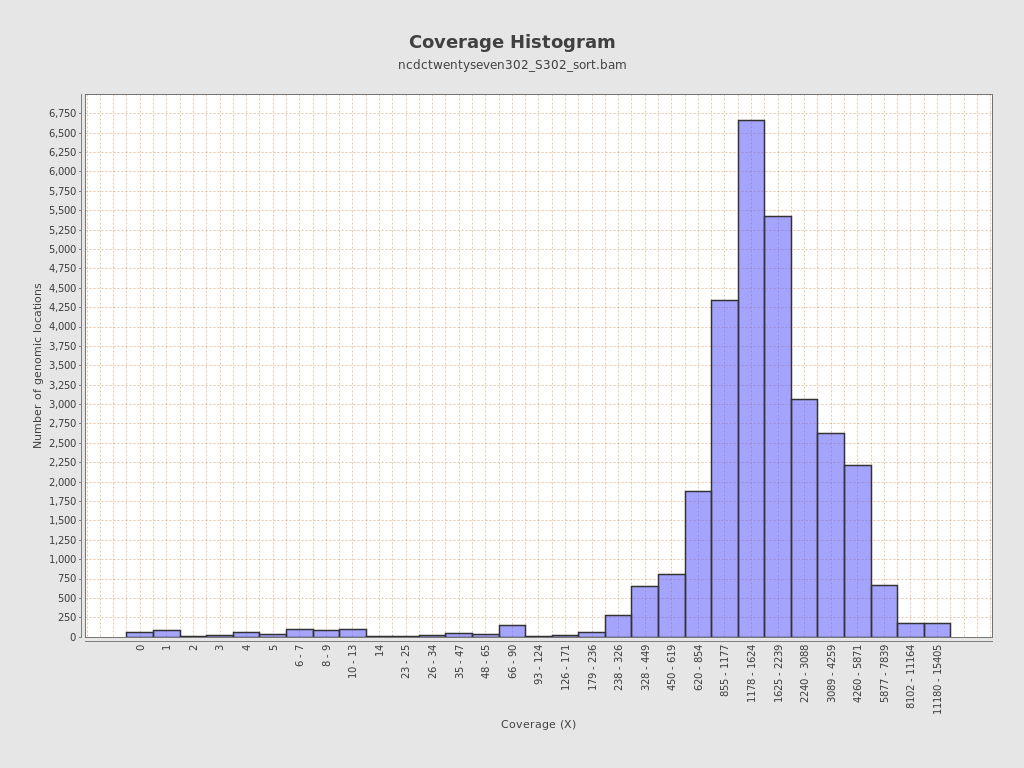 Coverage Histogram
ncdctwentyseven302_S302_sort.bam
Number of genomic locations
6,750
6,500
6,250
6,000
5,750
5,500
5,250
5,000
4,750
4,500
4,250
4,000
3,750
3,500
3,250
3,000
2,750
2,500
2,250
2,000
1,750
1,500
1,250
1,000
750
500
250
0
0
1
2
3
4
5
6 - 7
8 - 9
10 - 13
14
23 - 25
26 - 34
35 - 47
48 - 65
66 - 90
93 - 124
126 - 171
179 - 236
238 - 326
328 - 449
450 - 619
620 - 854
855 - 1177
1178 - 1624
1625 - 2239
2240 - 3088
3089 - 4259
4260 - 5871
5877 - 7839
8102 - 11164
11180 - 15405
Coverage (X)